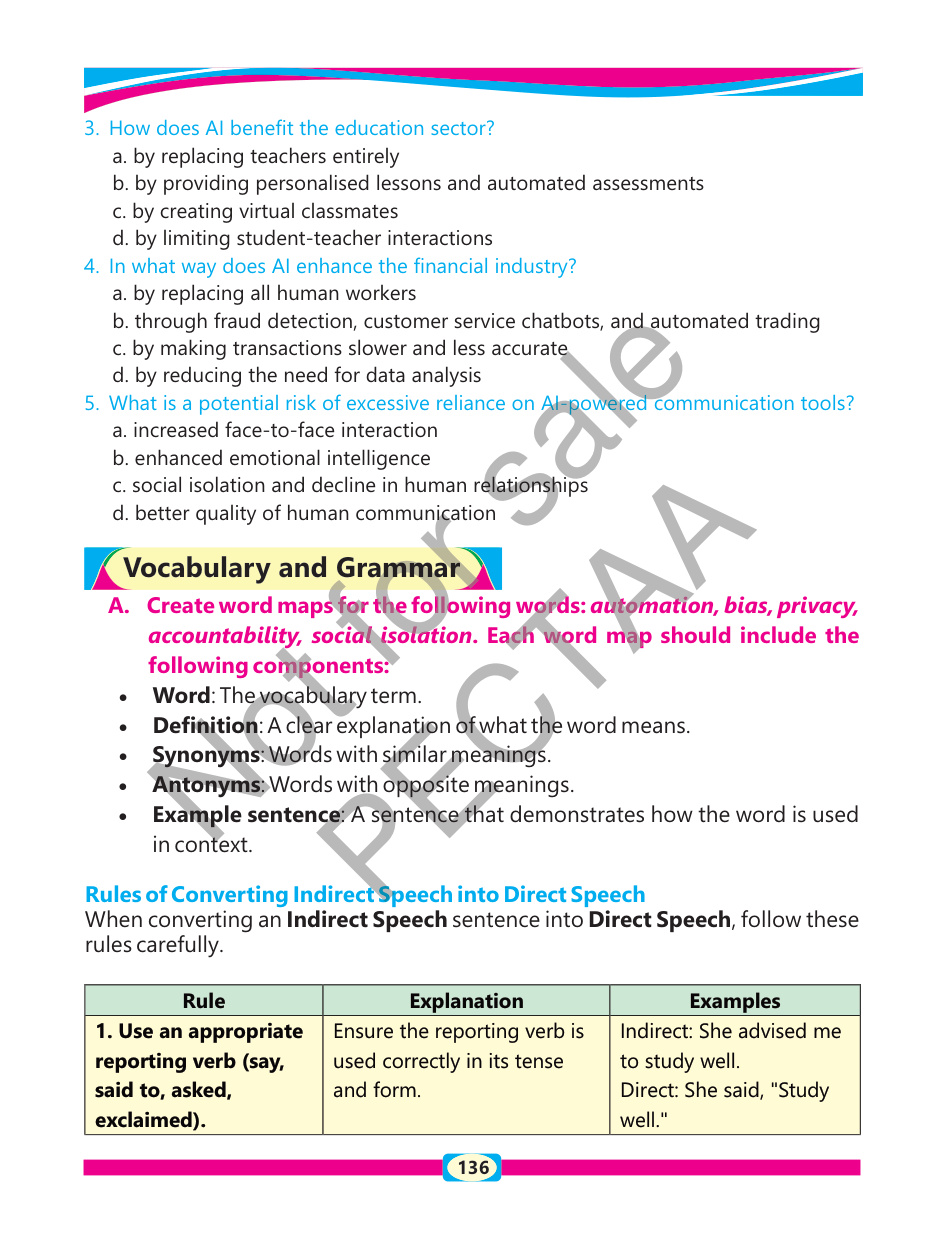 3. How does AI benefit the education sector?
a. by replacing teachers entirely
b. by providing personalised lessons and automated assessments
c. by creating virtual classmates
d. by limiting student-teacher interactions
4. In what way does AI enhance the financial industry?
a. by replacing all human workers
b. through fraud detection, customer service chatbots, and automated trading
c. by making transactions slower and less accurate
d. by reducing the need for data analysis
5. What is a potential risk of excessive reliance on AI-powered communication tools?
a. increased face-to-face interaction
b. enhanced emotional intelligence
c. social isolation and decline in human relationships
d. better quality of human communication
Vocabulary and Grammar
A. Create word maps for the following words: automation, bias, privacy,
accountability, social isolation. Each word map should include the
following components:
• Word: The vocabulary term.
• Definition: A clear explanation of what the word means.
• Synonyms: Words with similar meanings.
• Antonyms: Words with opposite meanings.
• Example sentence: A sentence that demonstrates how the word is used
in context.
Rules of Converting Indirect Speech into Direct Speech
When converting an Indirect Speech sentence into Direct Speech, follow these
rules carefully.
Rule
Explanation
Examples
1. Use an appropriate
reporting verb (say,
said to, asked,
exclaimed).
Ensure the reporting verb is
used correctly in its tense
and form.
Indirect: She advised me
to study well.
Direct: She said, "Study
well."
136
Not for sale
PECTAA